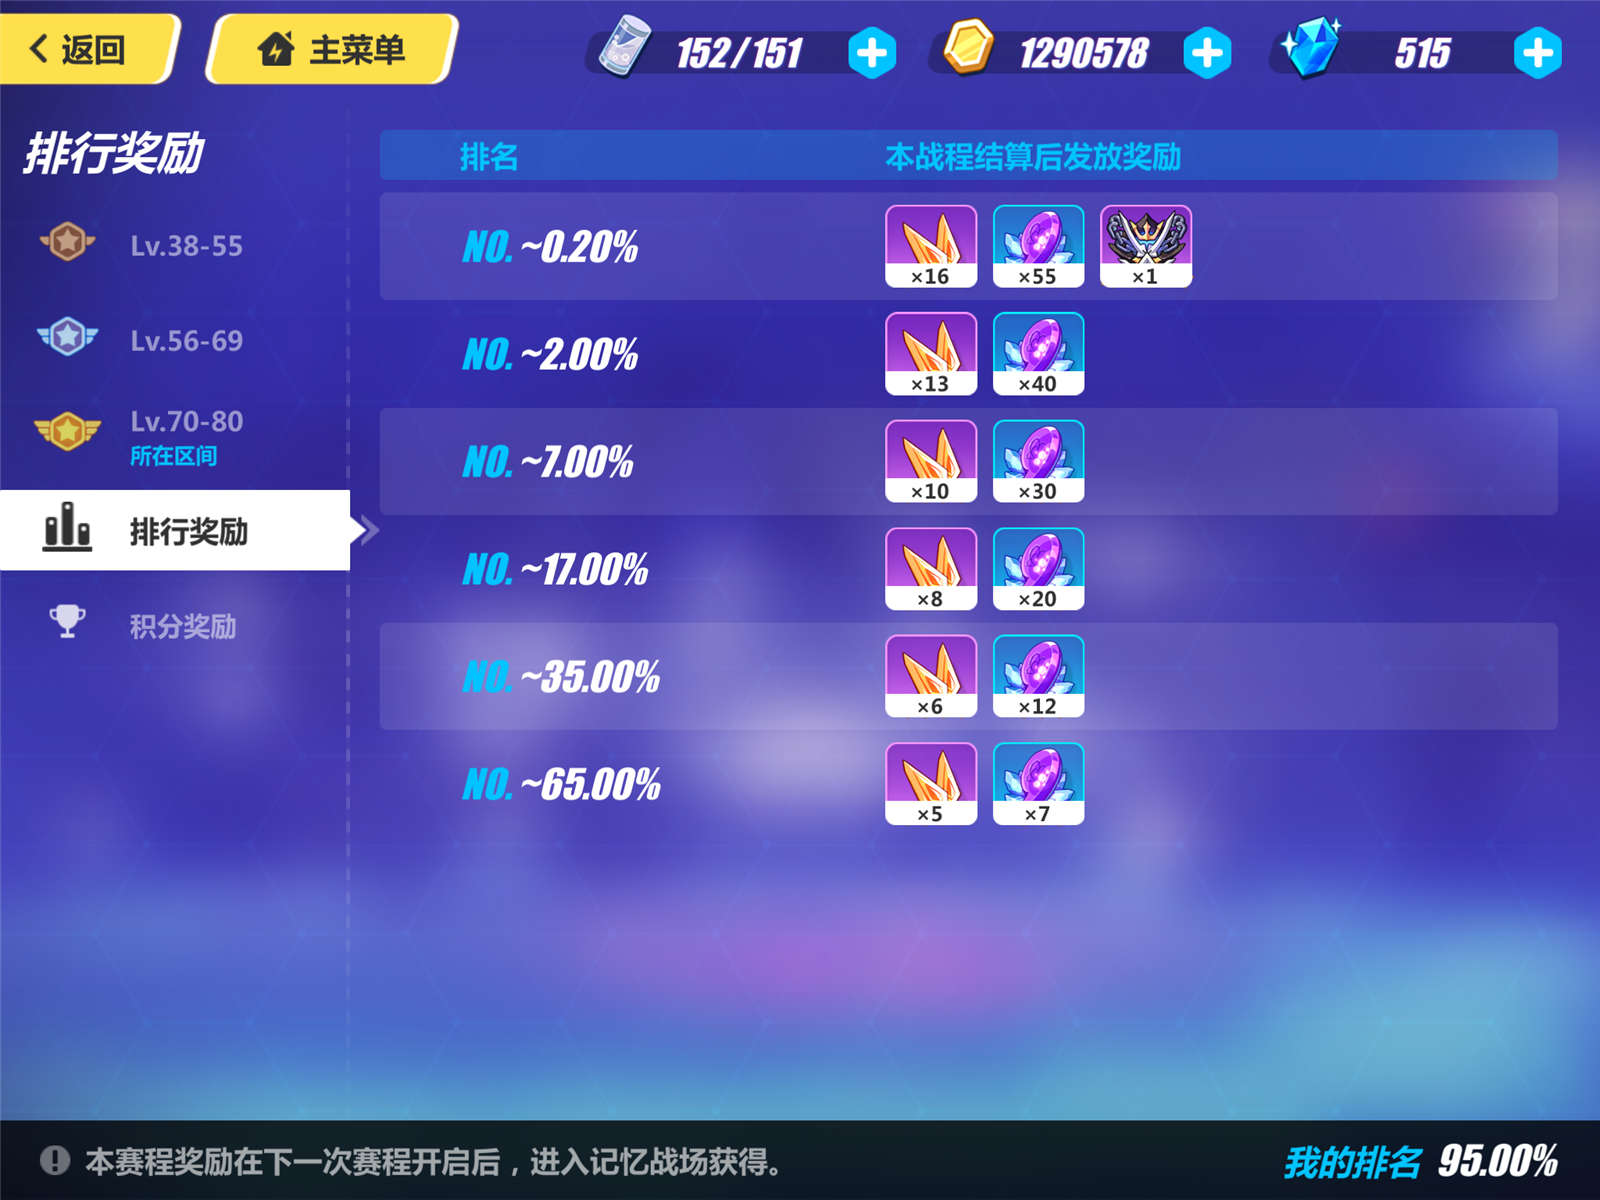 返回
主菜单
152/151
1290578
515
排行奖励
Lv.38-55
Lv.56-69
Lv.70-80
所在区间
排行奖励
积分奖励
排名 本战程结算后发放奖励
NO. ~0.20% ×16 ×55 ×1
NO. ~2.00% ×13 ×40
NO. ~7.00% ×10 ×30
NO. ~17.00% ×8 ×20
NO. ~35.00% ×6 ×12
NO. ~65.00% ×5 ×7
本赛程奖励在下一次赛程开启后，进入记忆战场获得。
我的排名 95.00%